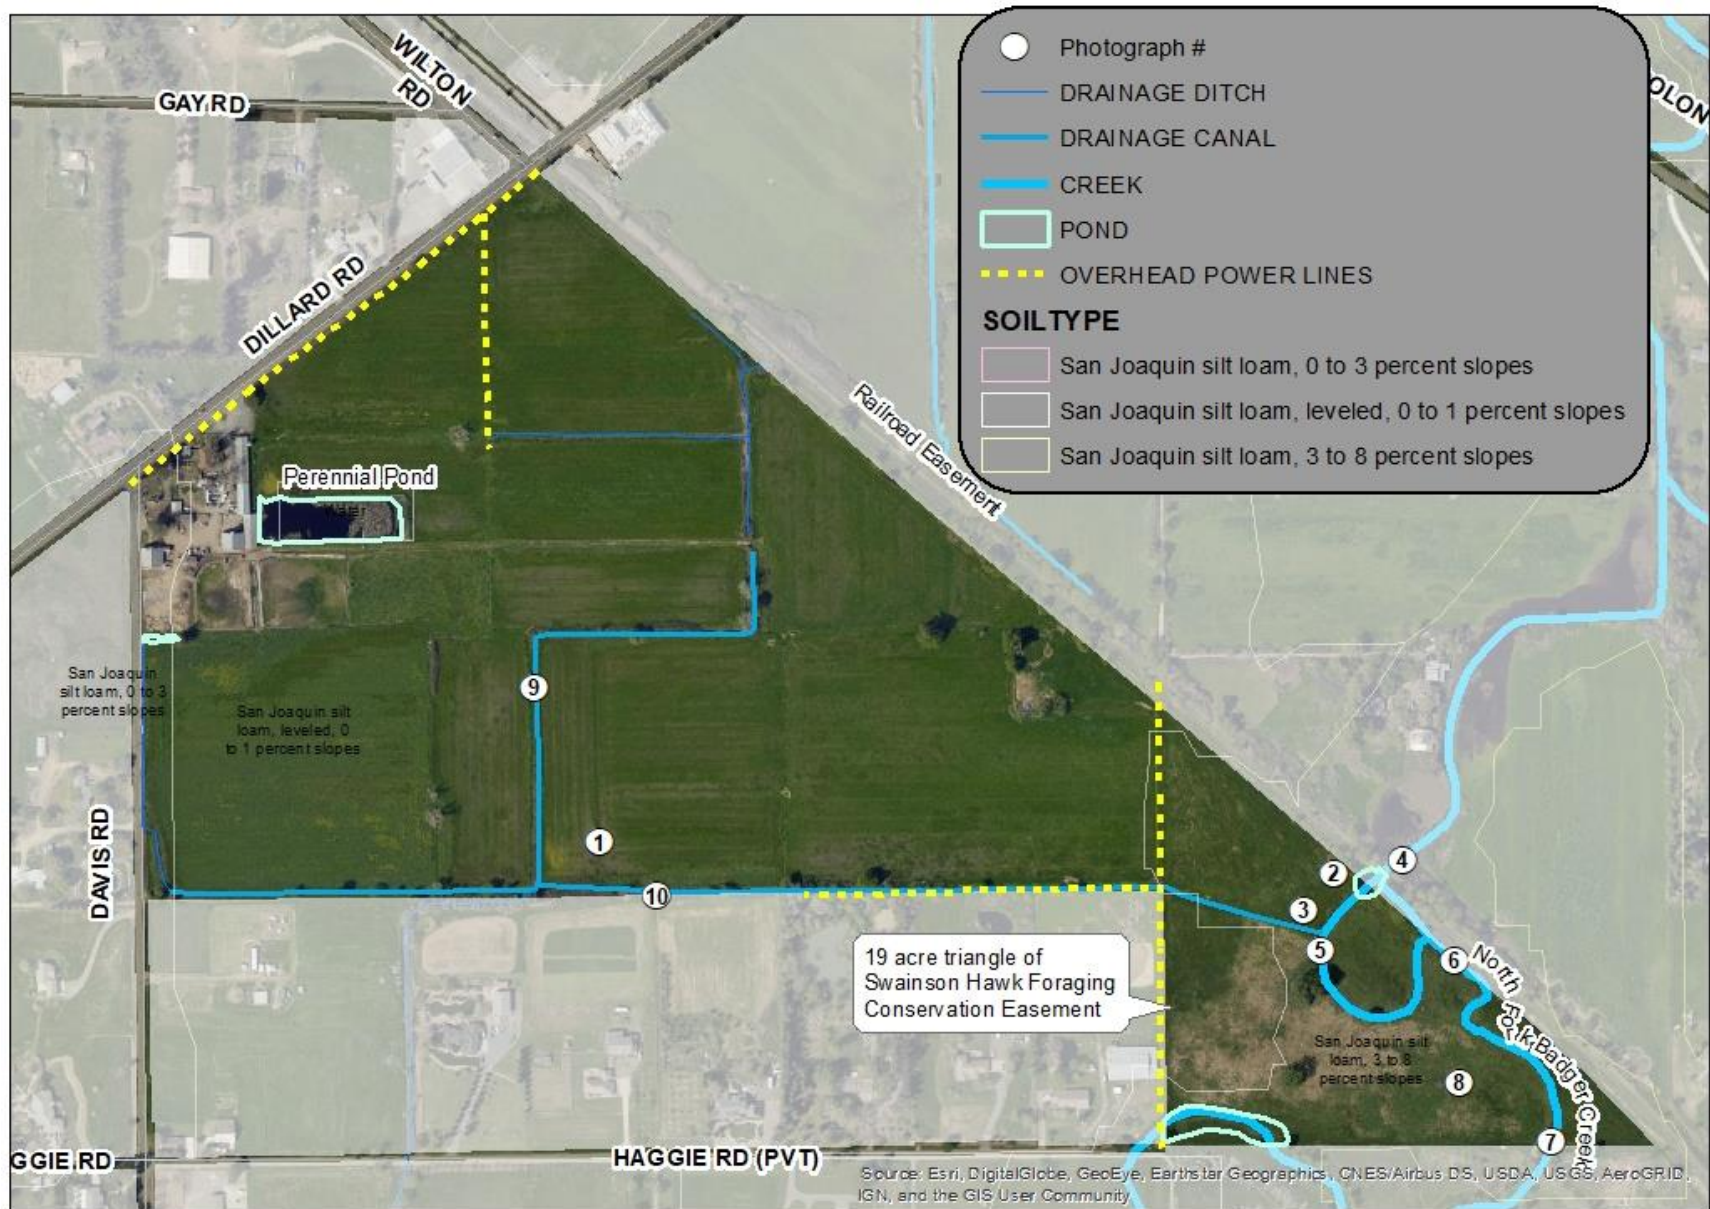 Photograph #
DRAINAGE DITCH
DRAINAGE CANAL
CREEK
POND
OVERHEAD POWER LINES
SOILTYPE
San Joaquin silt loam, 0 to 3 percent slopes
San Joaquin silt loam, leveled, 0 to 1 percent slopes
San Joaquin silt loam, 3 to 8 percent slopes
WILTON
RD
GAY RD
OLON
DILLARD RD
Railroad Easement
Perennial Pond
Water
San Joaquin
silt loam, 0 to 3
percent slopes
San Joaquin silt
loam, leveled, 0
to 1 percent slopes
9
DAVIS RD
1
10
2
4
3
5
6
19 acre triangle of
Swainson Hawk Foraging
Conservation Easement
North Fork Badger Creek
San Joaquin silt
loam, 3 to 8
percent slopes
8
7
GGIE RD
HAGGIE RD (PVT)
Source: Esri, DigitalGlobe, GeoEye, Earthstar Geographics, CNES/Airbus DS, USDA, USGS, AeroGRID,
IGN, and the GIS User Community